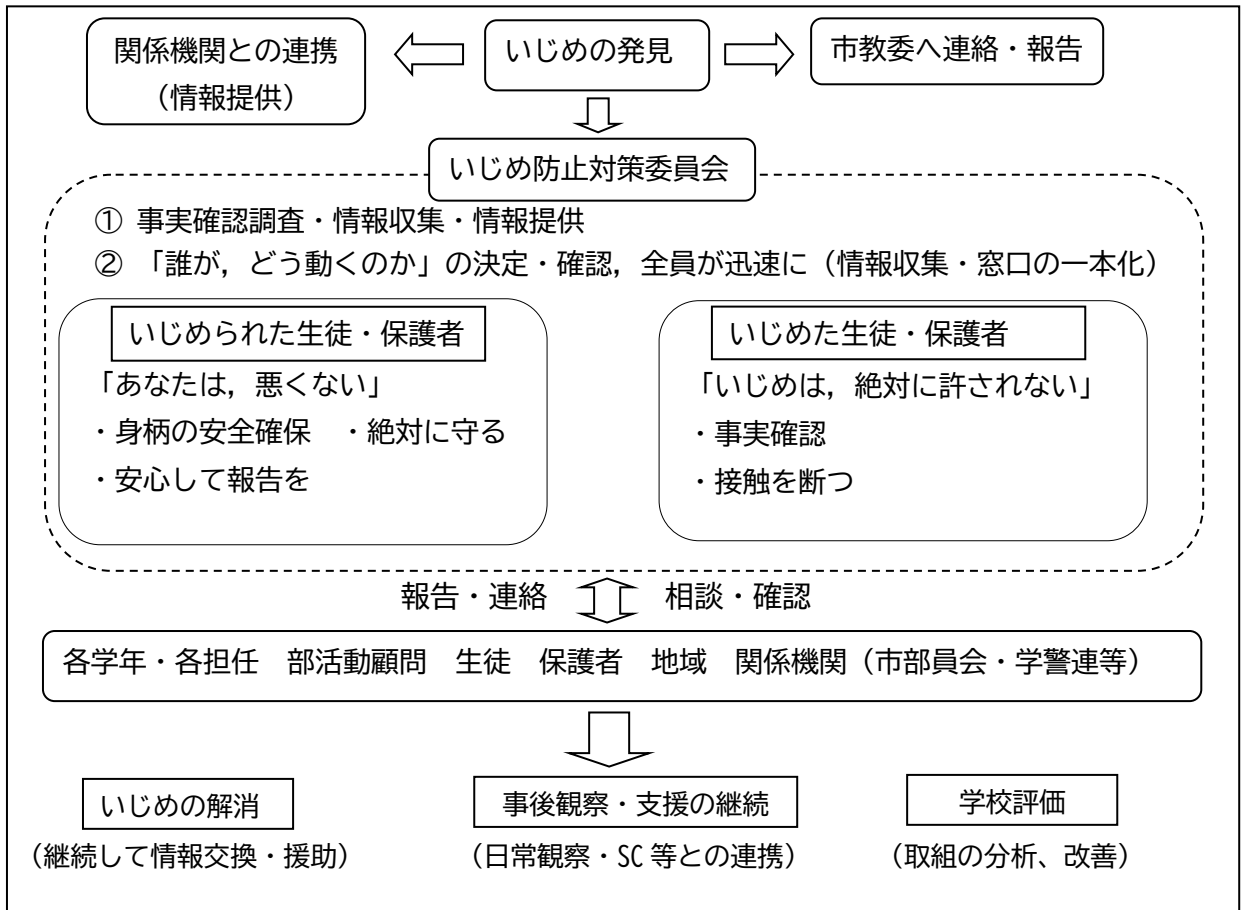 関係機関との連携
（情報提供）
いじめの発見
市教委へ連絡・報告
いじめ防止対策委員会
① 事実確認調査・情報収集・情報提供
② 「誰が，どう動くのか」の決定・確認，全員が迅速に（情報収集・窓口の一本化）
いじめられた生徒・保護者
「あなたは，悪くない」
・身柄の安全確保　・絶対に守る
・安心して報告を
いじめた生徒・保護者
「いじめは，絶対に許されない」
・事実確認
・接触を断つ
報告・連絡
相談・確認
各学年・各担任　部活動顧問　生徒　保護者　地域　関係機関（市部員会・学警連等）
いじめの解消
（継続して情報交換・援助）
事後観察・支援の継続
（日常観察・SC 等との連携）
学校評価
（取組の分析、改善）